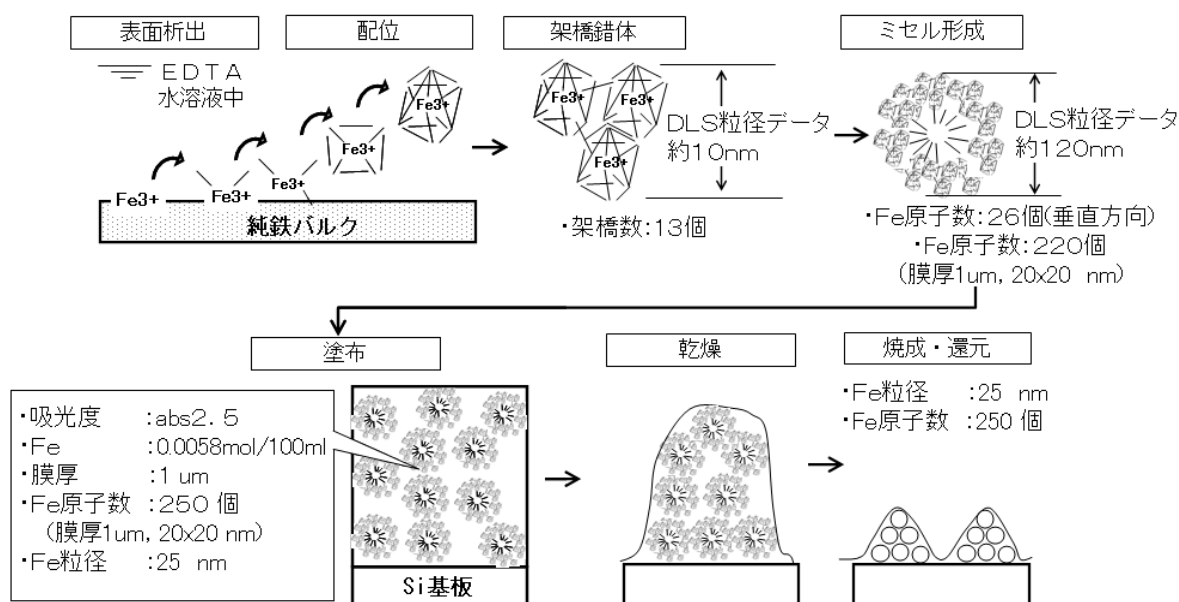 表面析出
配位
架橋錯体
ミセル形成
EDTA
水溶液中
Fe3+
Fe3+
Fe3+
Fe3+
Fe3+
純鉄バルク
Fe3+
Fe3+
Fe3+
DLS粒径データ
約10nm
・架橋数:13個
DLS粒径データ
約120nm
・Fe原子数:26個(垂直方向)
・Fe原子数:220個
(膜厚1um, 20x20 nm)
塗布
乾燥
焼成・還元
・吸光度 :abs2.5
・Fe :0.0058mol/100ml
・膜厚 :1 um
・Fe原子数 :250 個
(膜厚1um, 20x20 nm)
・Fe粒径 :25 nm
Si基板
・Fe粒径 :25 nm
・Fe原子数 :250 個